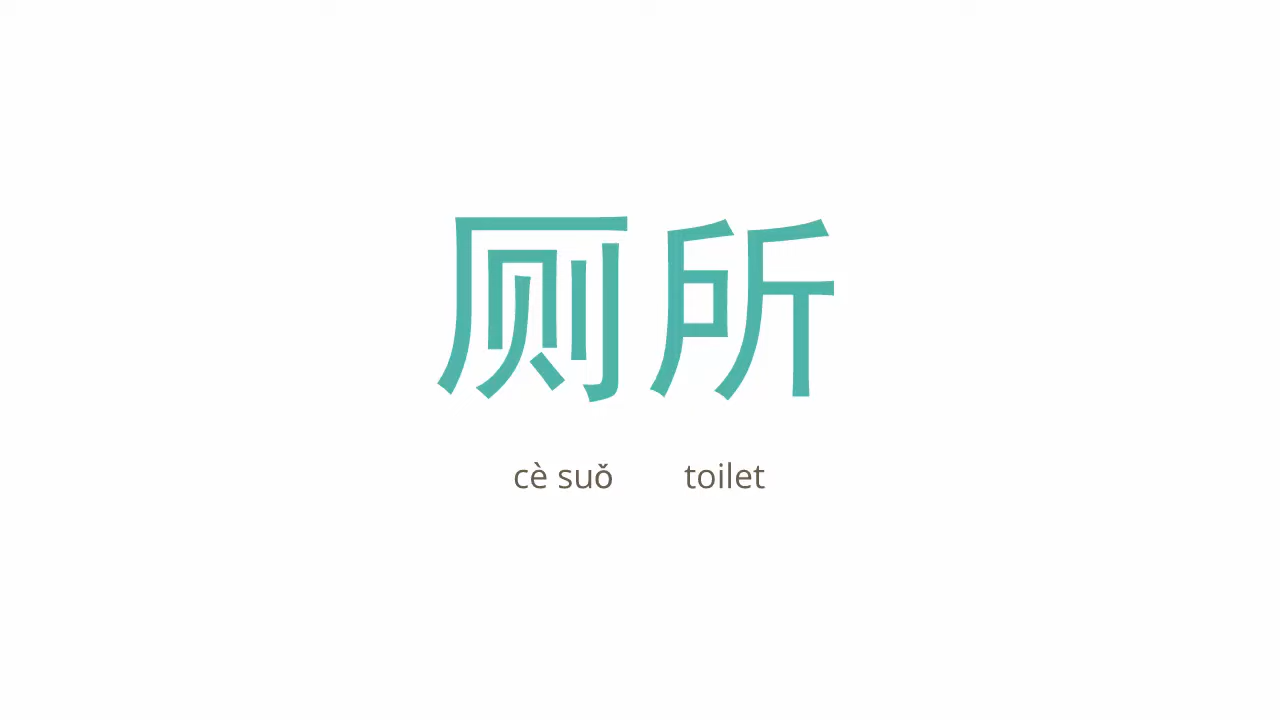 厕所
cè suǒ toilet